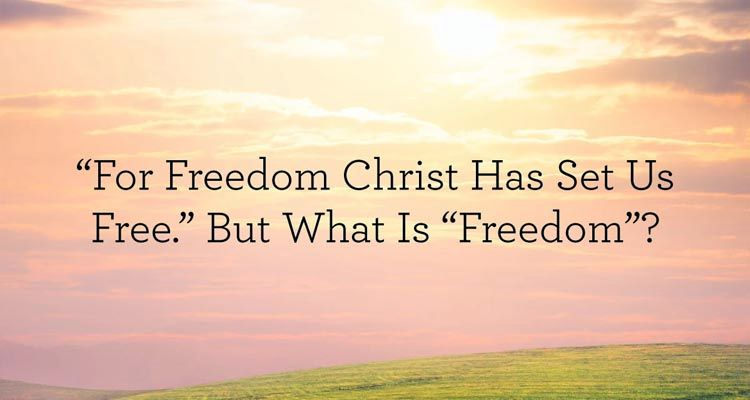 “For Freedom Christ Has Set Us
Free.” But What Is “Freedom”?